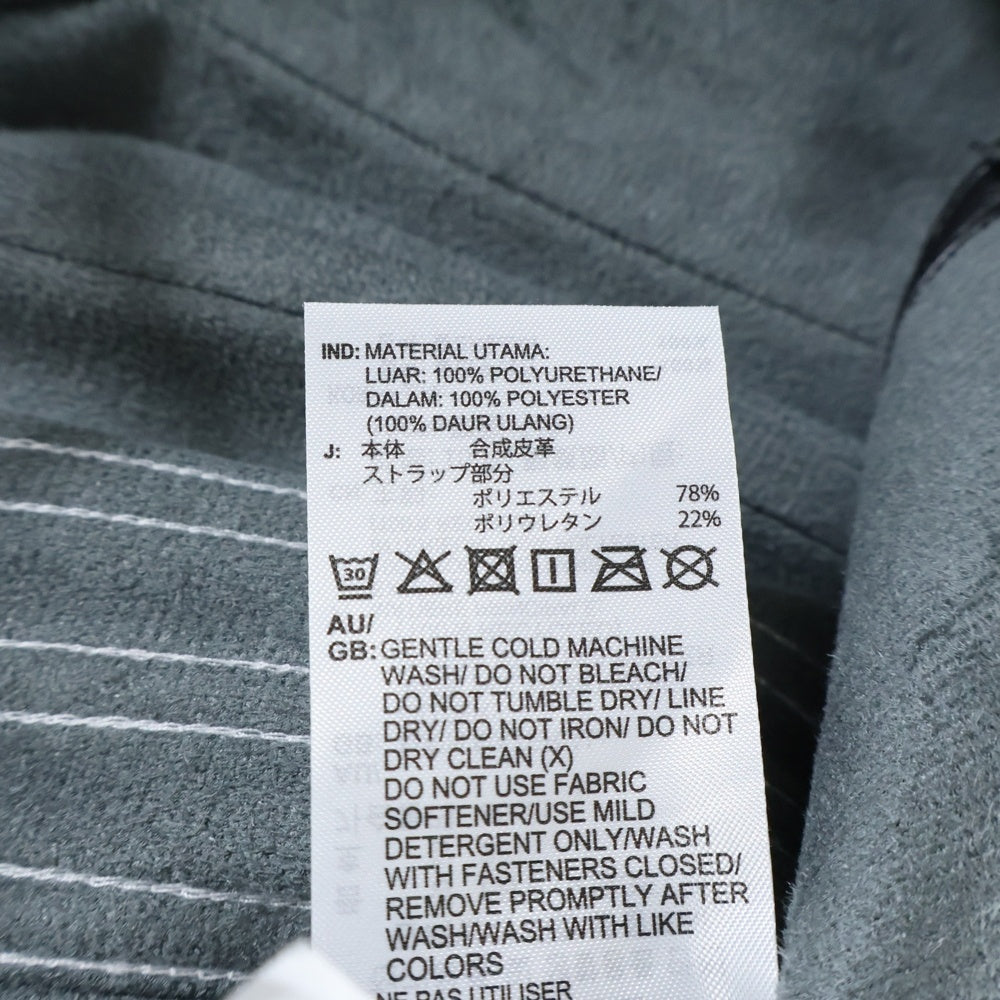 IND: MATERIAL UTAMA:
LUAR: 100% POLYURETHANE/
DALAM: 100% POLYESTER
(100% DAUR ULANG)
J: 本体 合成皮革
ストラップ部分
ポリエステル 78%
ポリウレタン 22%
30
AU/
GB: GENTLE COLD MACHINE
WASH/ DO NOT BLEACH/
DO NOT TUMBLE DRY/ LINE
DRY/ DO NOT IRON/ DO NOT
DRY CLEAN (X)
DO NOT USE FABRIC
SOFTENER/USE MILD
DETERGENT ONLY/WASH
WITH FASTENERS CLOSED/
REMOVE PROMPTLY AFTER
WASH/WASH WITH LIKE
COLORS
NE PAS UTILISER